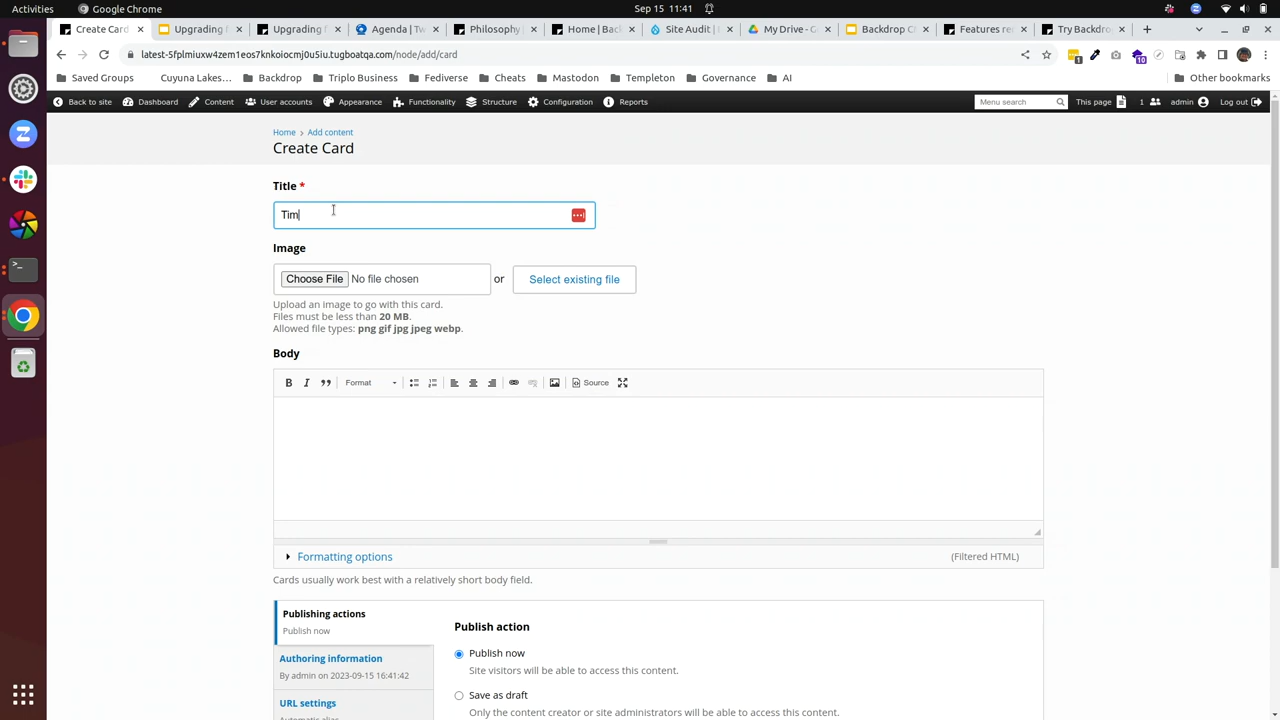 Activities Google Chrome Sep 15 11:41
Create Card Upgrading Upgrading f Agenda | Tw Philosophy Home | Bac Site Audit | My Drive - G Backdrop C Features re Try Backdro
latest-5fplmiuxw4zem1eos7knkoiocmj0u5iu.tugboatqa.com/node/add/card
Saved Groups Cuyuna Lakes... Backdrop Triplo Business Fediverse Cheats Mastodon Templeton Governance AI Other bookmarks
Back to site Dashboard Content User accounts Appearance Functionality Structure Configuration Reports Menu search This page 1 admin Log out
Home › Add content
Create Card
Title *
Tim
Image
Choose File No file chosen or Select existing file
Upload an image to go with this card.
Files must be less than 20 MB.
Allowed file types: png gif jpg jpeg webp.
Body
B I Format Source
Formatting options (Filtered HTML)
Cards usually work best with a relatively short body field.
Publishing actions
Publish now
Authoring information
By admin on 2023-09-15 16:41:42
URL settings
Automatic alias
Publish action
Publish now
Site visitors will be able to access this content.
Save as draft
Only the content creator or site administrators will be able to access this content.